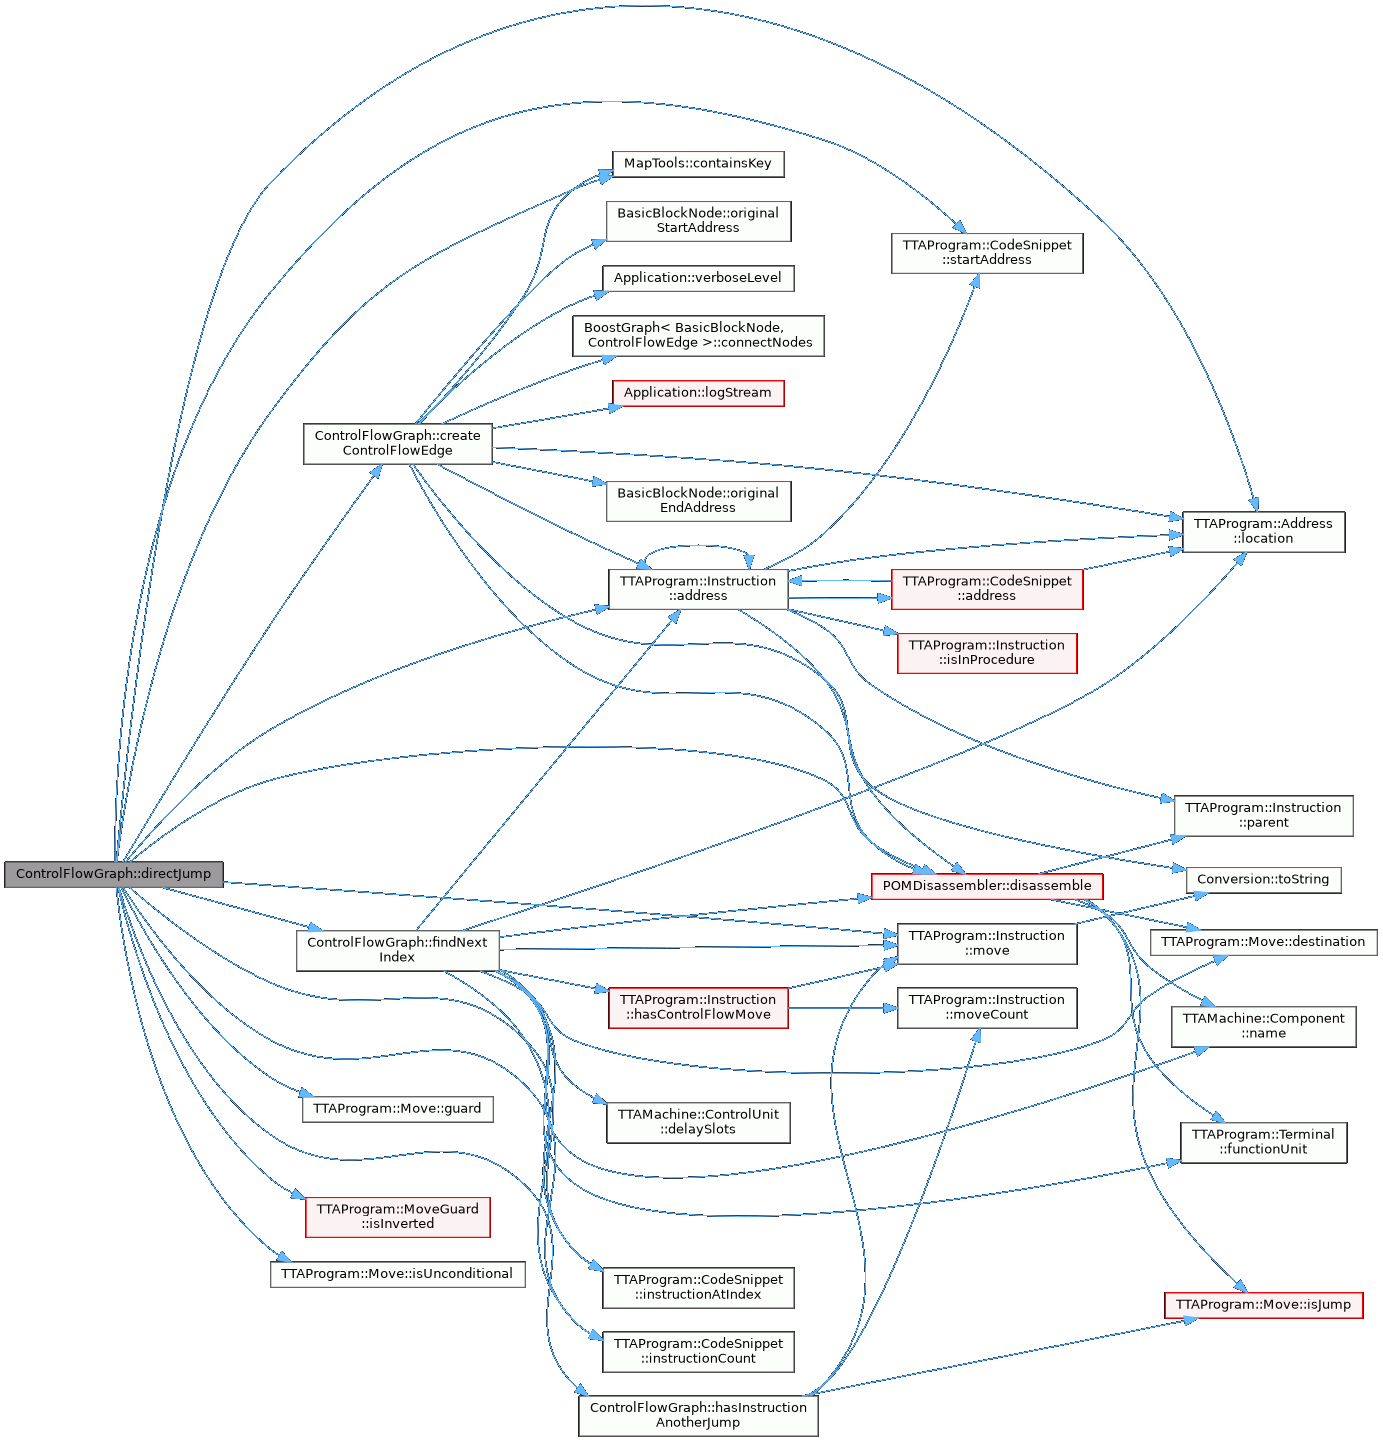 MapTools::containsKey
BasicBlockNode::original
StartAddress
TTAProgram::CodeSnippet
::startAddress
Application::verboseLevel
BoostGraph< BasicBlockNode,
ControlFlowEdge >::connectNodes
Application::logStream
ControlFlowGraph::create
ControlFlowEdge
BasicBlockNode::original
EndAddress
TTAProgram::Address
::location
TTAProgram::Instruction
::address
TTAProgram::CodeSnippet
::address
TTAProgram::Instruction
::isInProcedure
TTAProgram::Instruction
::parent
ControlFlowGraph::directJump
POMDisassembler::disassemble
Conversion::toString
ControlFlowGraph::findNext
Index
TTAProgram::Instruction
::move
TTAProgram::Move::destination
TTAProgram::Instruction
::hasControlFlowMove
TTAProgram::Instruction
::moveCount
TTAMachine::Component
::name
TTAProgram::Move::guard
TTAMachine::ControlUnit
::delaySlots
TTAProgram::Terminal
::functionUnit
TTAProgram::MoveGuard
::isInverted
TTAProgram::Move::isUnconditional
TTAProgram::CodeSnippet
::instructionAtIndex
TTAProgram::Move::isJump
TTAProgram::CodeSnippet
::instructionCount
ControlFlowGraph::hasInstruction
AnotherJump